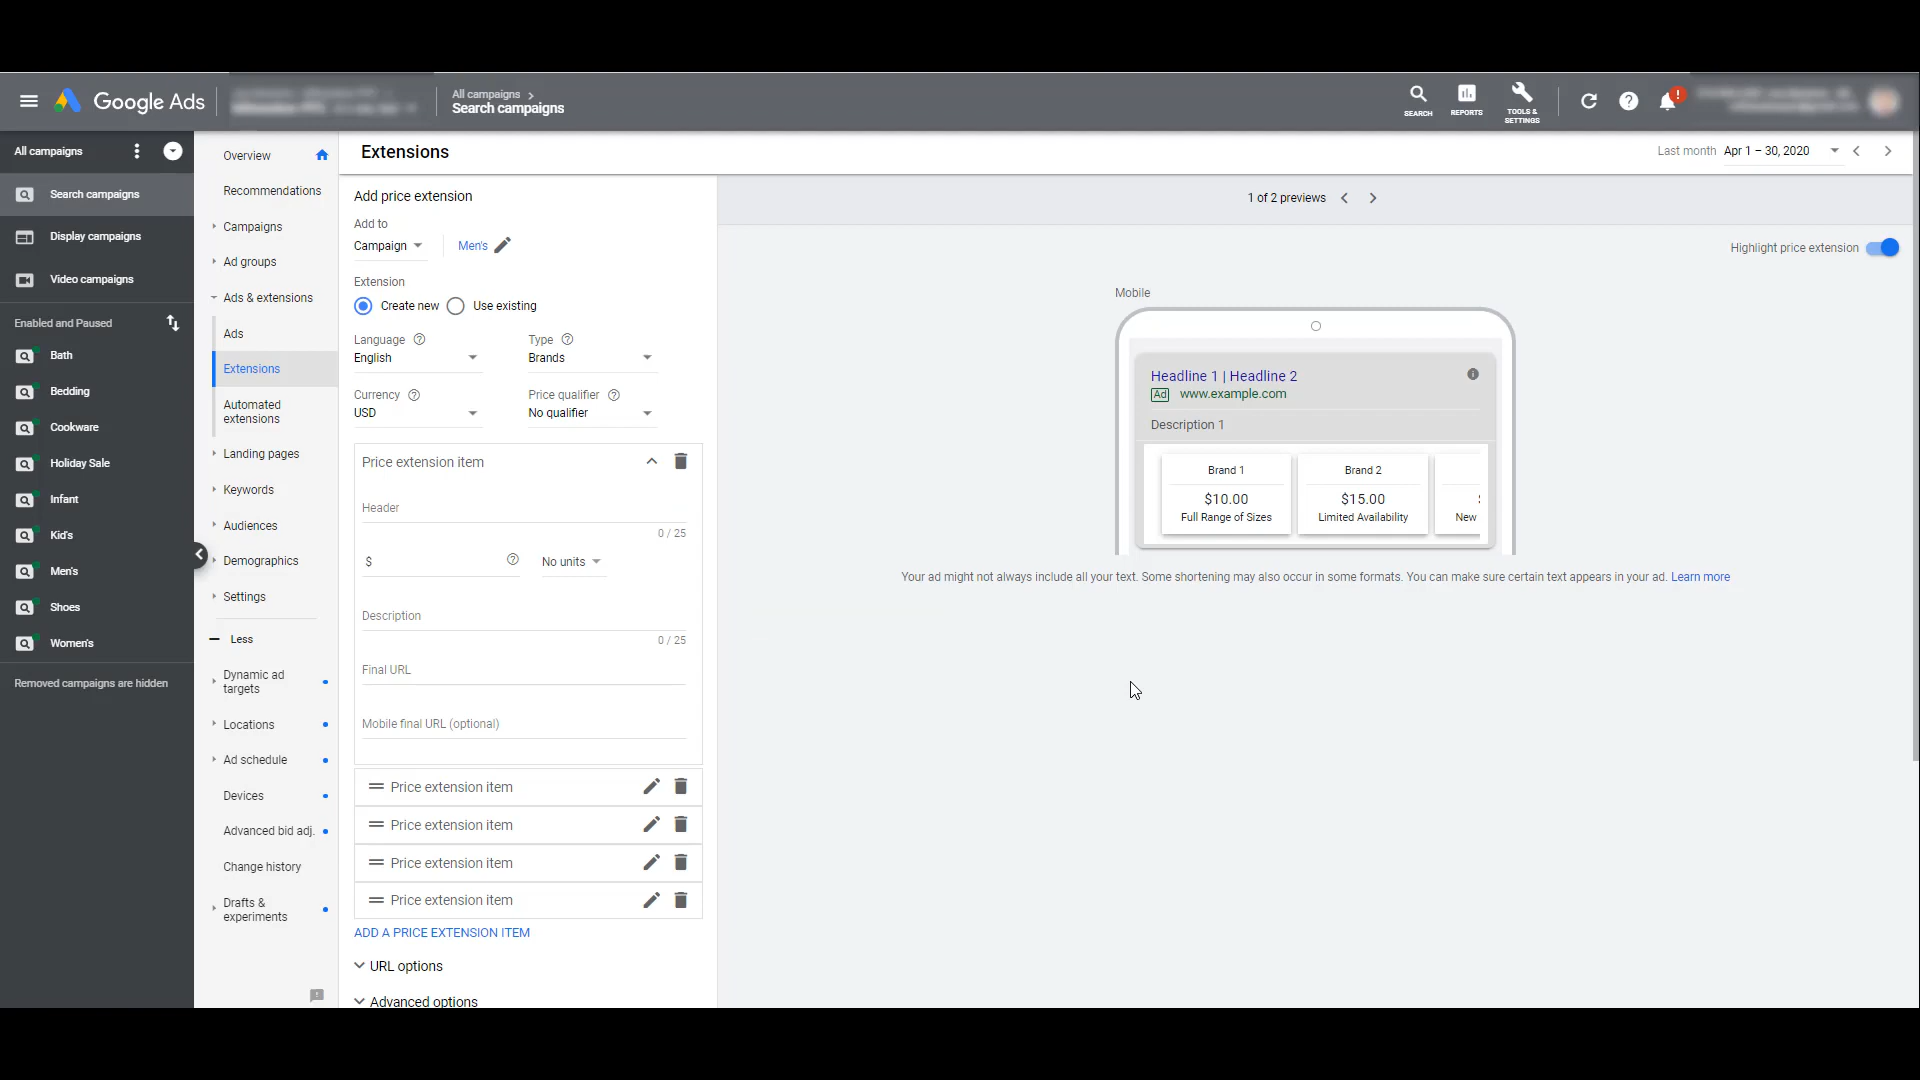 Google Ads
All campaigns
Search campaigns
SEARCH
REPORTS
TOOLS & SETTINGS
All campaigns
Search campaigns
Display campaigns
Video campaigns
Enabled and Paused
Bath
Bedding
Cookware
Holiday Sale
Infant
Kid's
Men's
Shoes
Women's
Removed campaigns are hidden
Overview
Recommendations
Campaigns
Ad groups
Ads & extensions
Ads
Extensions
Automated
extensions
Landing pages
Keywords
Audiences
Demographics
Settings
Less
Dynamic ad
targets
Locations
Ad schedule
Devices
Advanced bid adj.
Change history
Drafts &
experiments
Extensions
Last month Apr 1 – 30, 2020
Add price extension
Add to
Campaign
Men's
Extension
Create new
Use existing
Language
Type
English
Brands
Currency
Price qualifier
USD
No qualifier
Price extension item
Header
0 / 25
$
No units
Description
0 / 25
Final URL
Mobile final URL (optional)
Price extension item
Price extension item
Price extension item
Price extension item
ADD A PRICE EXTENSION ITEM
URL options
Advanced options
1 of 2 previews
Highlight price extension
Mobile
Headline 1 | Headline 2
Ad www.example.com
Description 1
Brand 1
$10.00
Full Range of Sizes
Brand 2
$15.00
Limited Availability
New
Your ad might not always include all your text. Some shortening may also occur in some formats. You can make sure certain text appears in your ad. Learn more